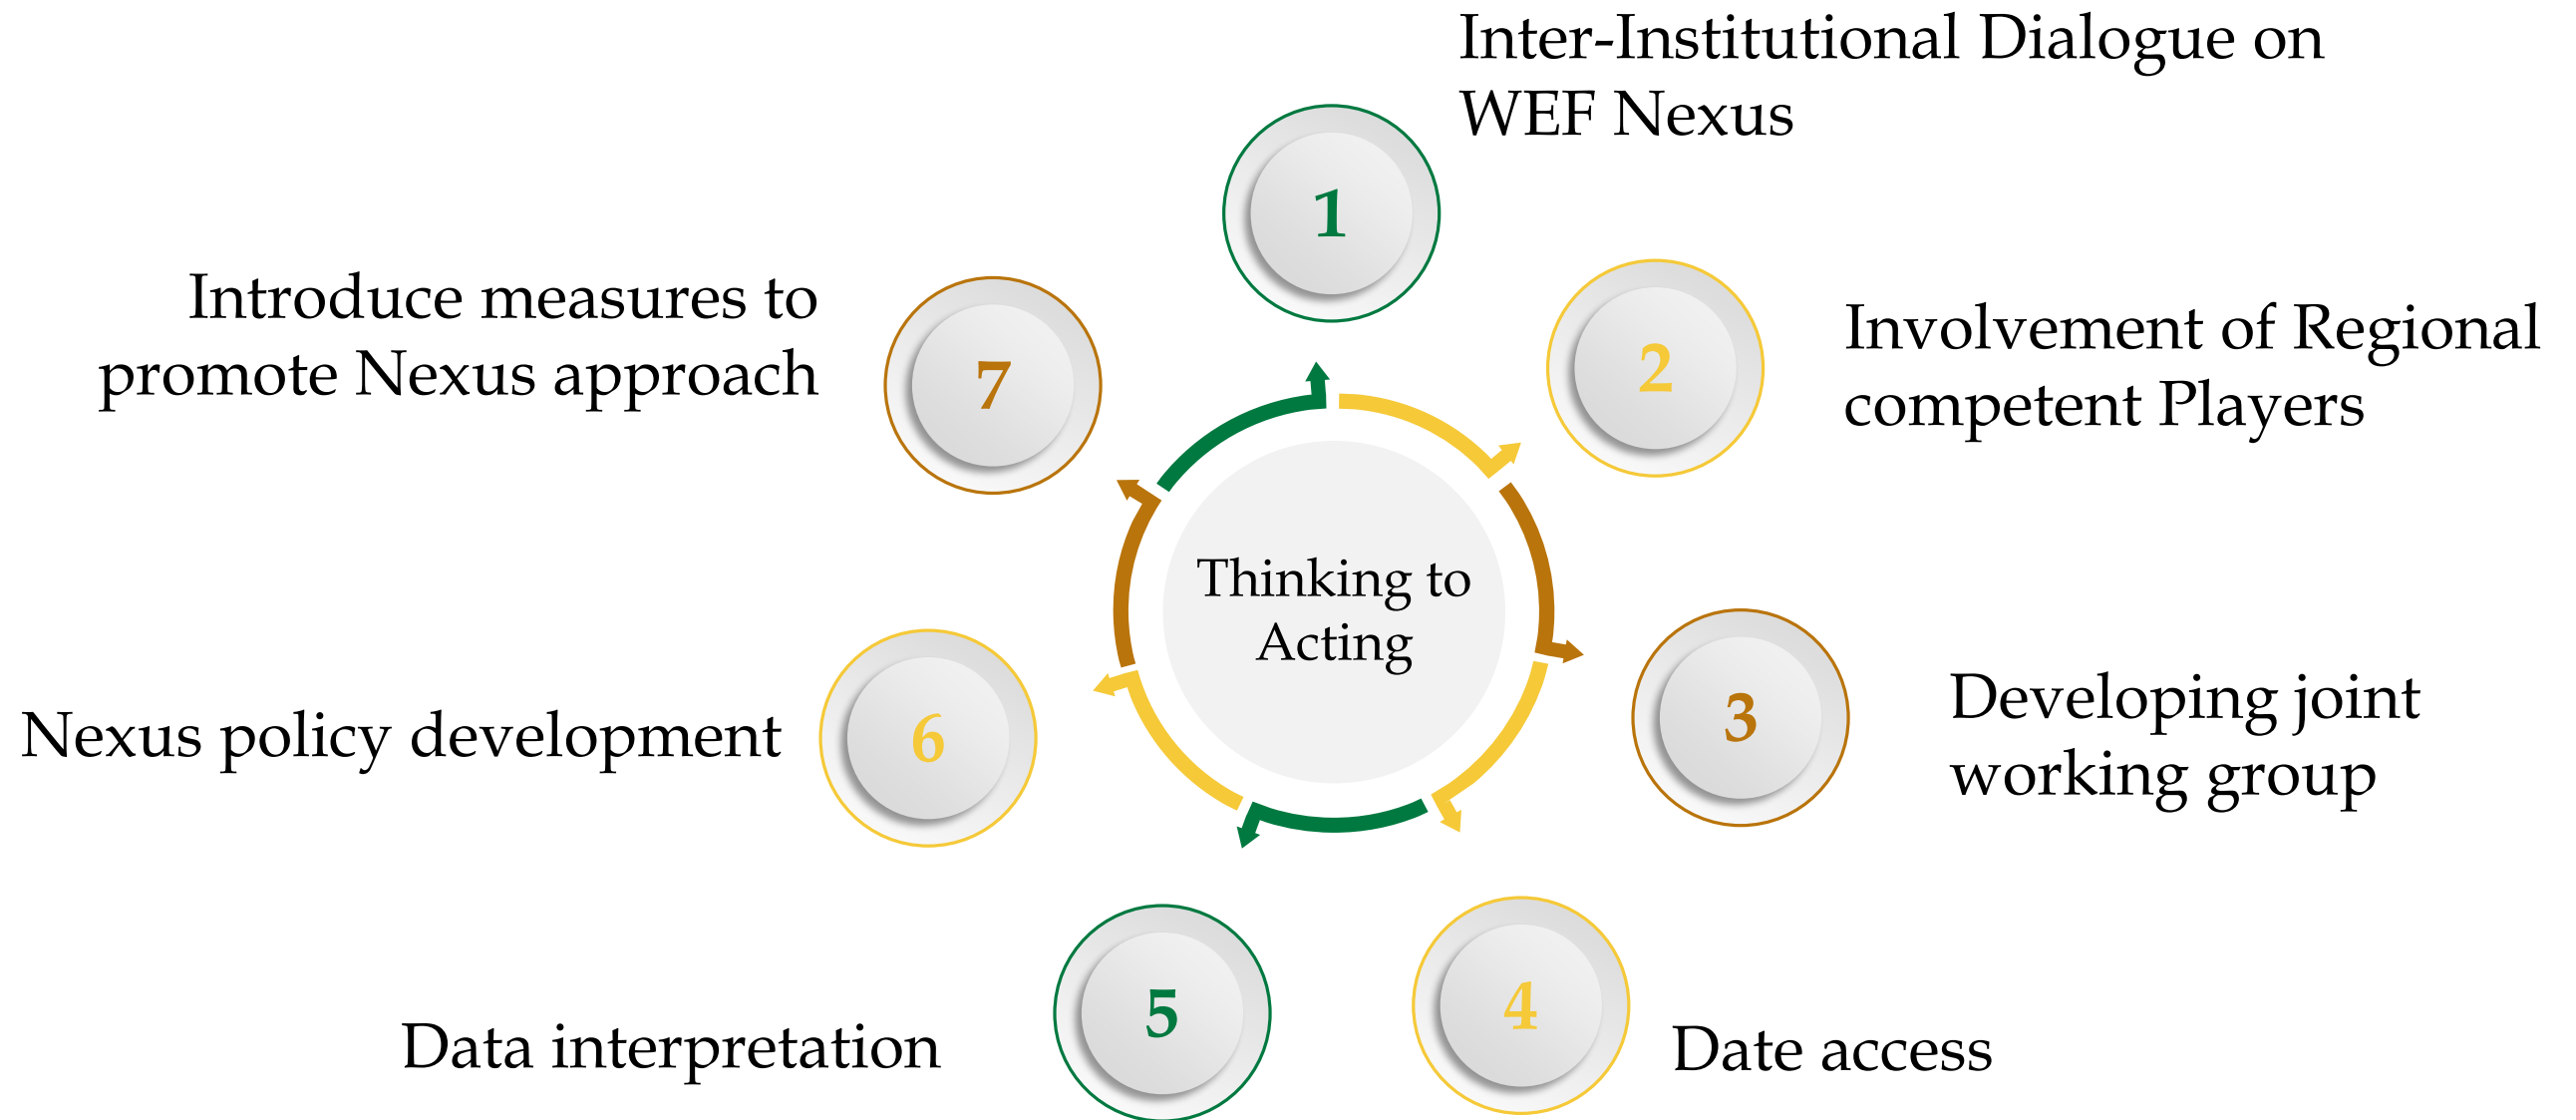 1
Inter-Institutional Dialogue on
WEF Nexus
2
Involvement of Regional
competent Players
3
Developing joint
working group
4
Date access
5
Data interpretation
6
Nexus policy development
7
Introduce measures to
promote Nexus approach
Thinking to
Acting